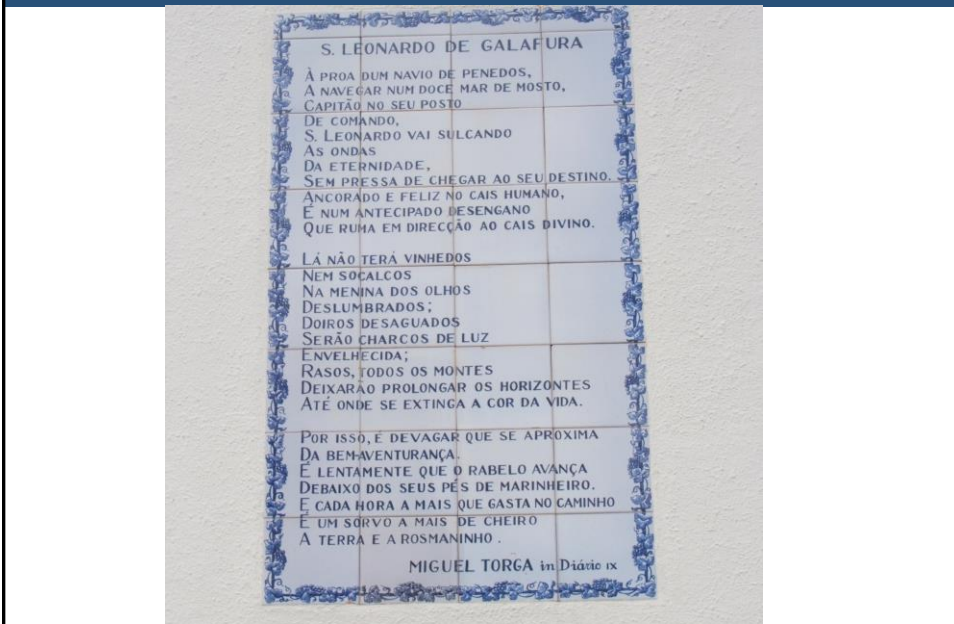 S. LEONARDO DE GALAFURA
À PROA DUM NAVIO DE PENEDOS,
A NAVEGAR NUM DOCE MAR DE MOSTO,
CAPITÃO NO SEU POSTO
DE COMANDO,
S. LEONARDO VAI SULCANDO
AS ONDAS
DA ETERNIDADE,
SEM PRESSA DE CHEGAR AO SEU DESTINO.
ANCORADO E FELIZ NO CAIS HUMANO,
É NUM ANTECIPADO DESENGANO
QUE RUMA EM DIRECÇÃO AO CAIS DIVINO.
LÁ NÃO TERÁ VINHEDOS
NEM SOCALCOS
NA MENINA DOS OLHOS
DESLUMBRADOS;
DOIROS DESAGUADOS
SERÃO CHARCOS DE LUZ
ENVELHECIDA;
RASOS, TODOS OS MONTES
DEIXARÃO PROLONGAR OS HORIZONTES
ATÉ ONDE SE EXTINGA A COR DA VIDA.
POR ISSO, É DEVAGAR QUE SE APROXIMA
DA BEM-AVENTURANÇA.
É LENTAMENTE QUE O RABELO AVANÇA
DEBAIXO DOS SEUS PÉS DE MARINHEIRO.
E CADA HORA A MAIS QUE GASTA NO CAMINHO
É UM SORVO A MAIS DE CHEIRO
A TERRA E A ROSMANINHO.
MIGUEL TORGA in Diário IX